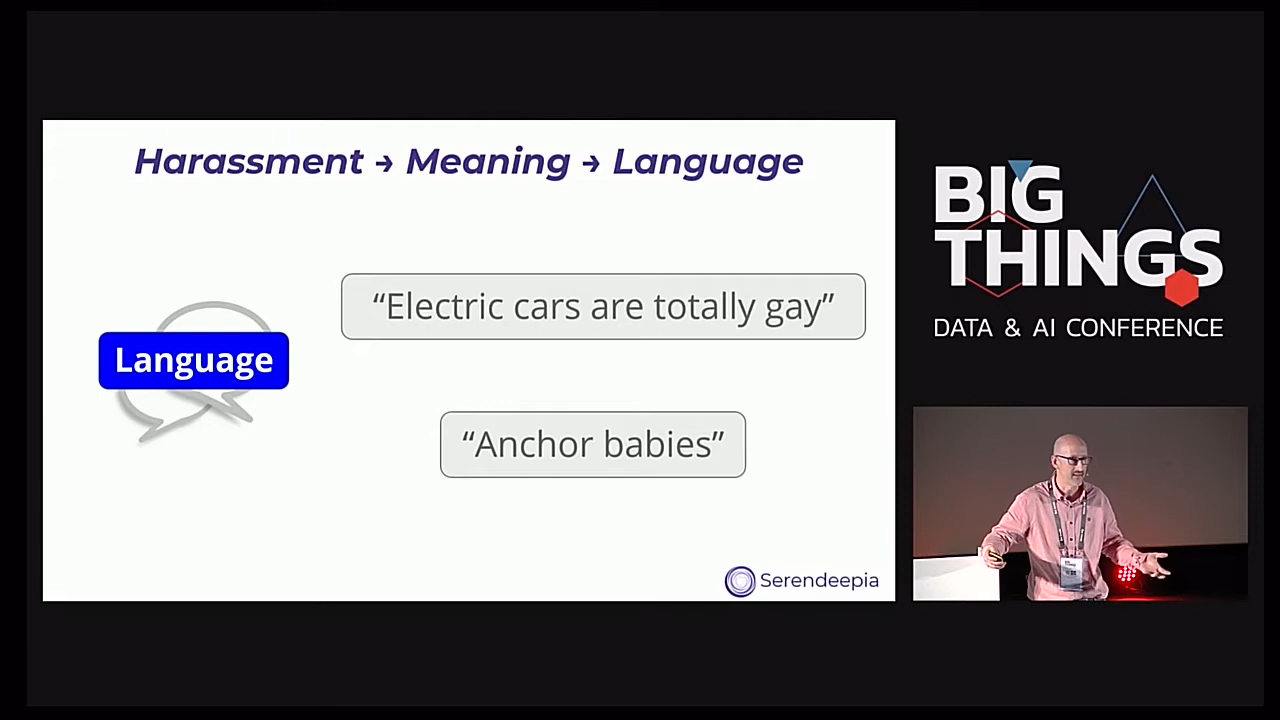 Harassment → Meaning → Language
Language
“Electric cars are totally gay”
“Anchor babies”
Serendeepia
BIG
THINGS
DATA & AI CONFERENCE